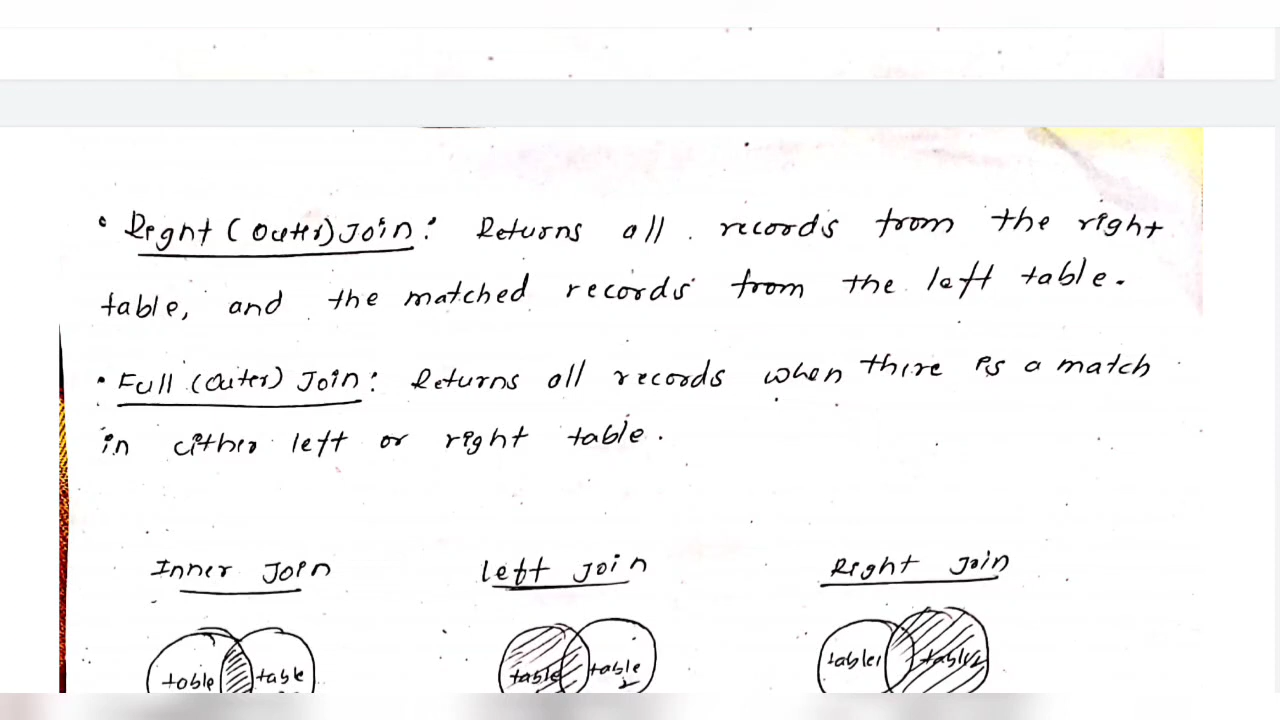 • Right (Outer) Join: Returns all records from the right
table, and the matched records from the left table.
• Full (Outer) Join: Returns all records when there is a match
in either left or right table.
Inner Join Left Join Right Join
table table table table 2 table1 table2